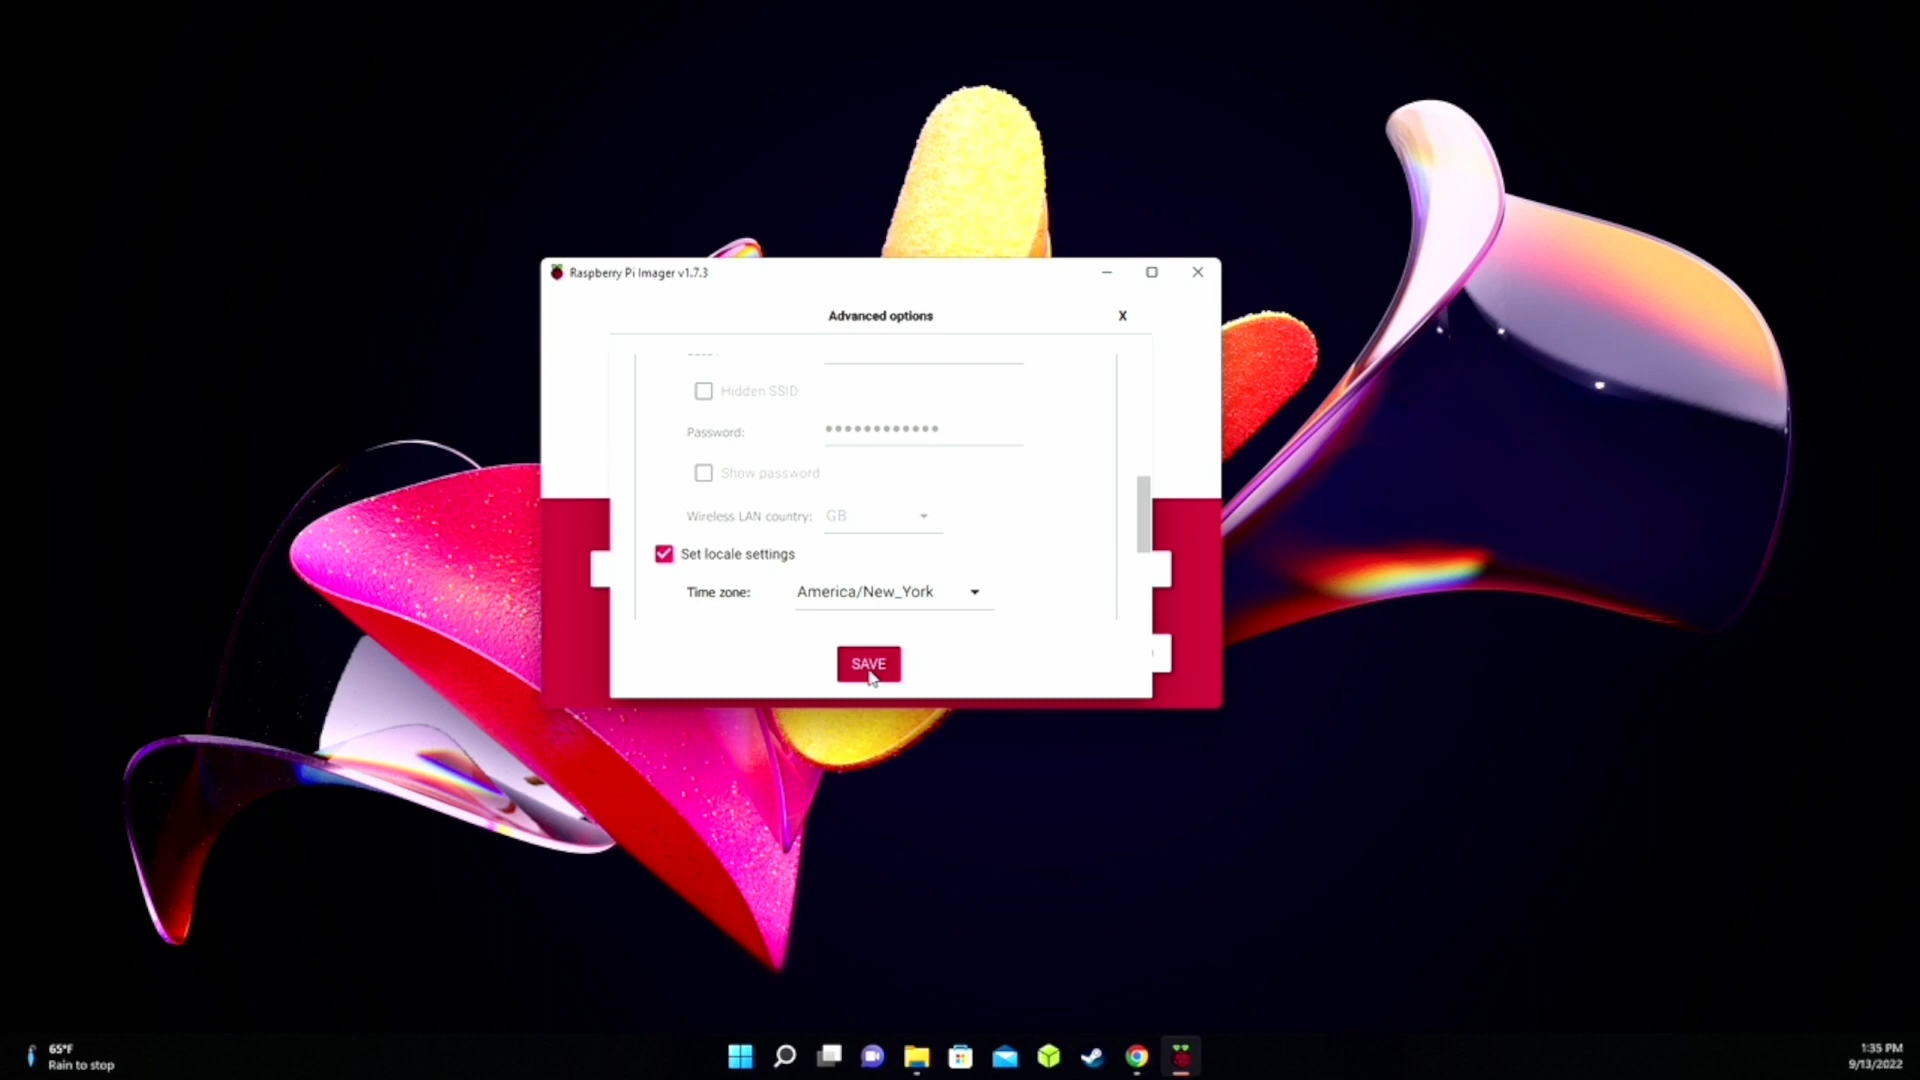 Raspberry Pi Imager v1.7.3
Advanced options
X
Hidden SSID
Password:
Show password
Wireless LAN country: GB
Set locale settings
Time zone: America/New_York
SAVE
65°F
Rain to stop
1:35 PM
9/13/2022